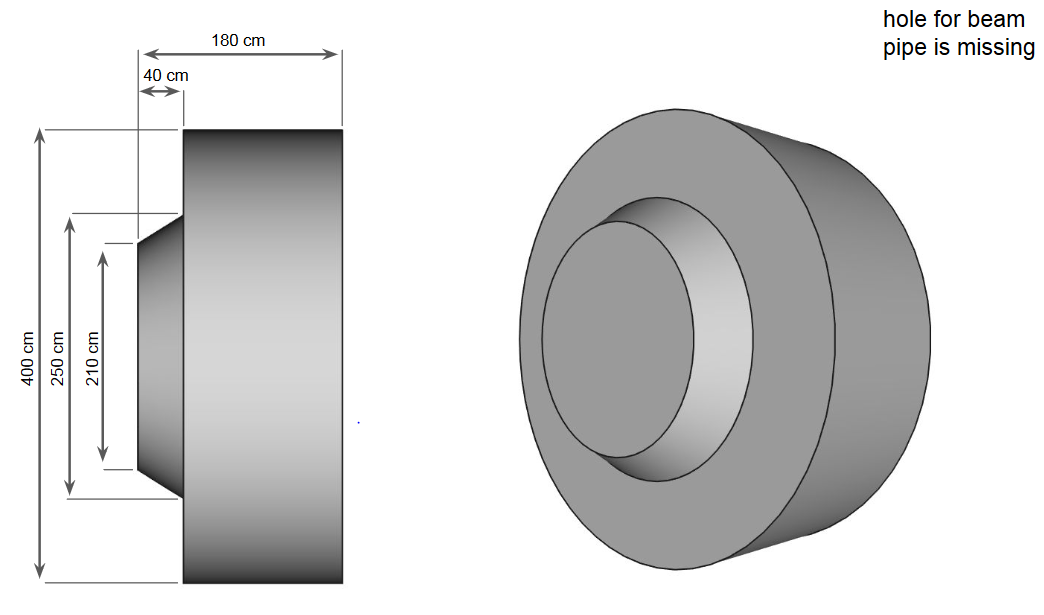 hole for beam
pipe is missing
180 cm
40 cm
400 cm
250 cm
210 cm